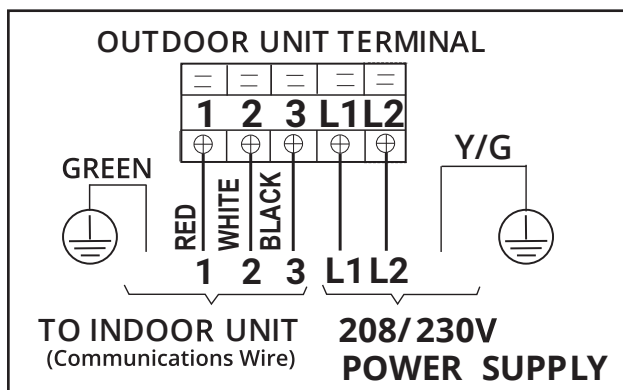 OUTDOOR UNIT TERMINAL
1 2 3 L1 L2
GREEN
Y/G
RED
WHITE
BLACK
1 2 3 L1 L2
TO INDOOR UNIT
(Communications Wire)
208/230V
POWER SUPPLY